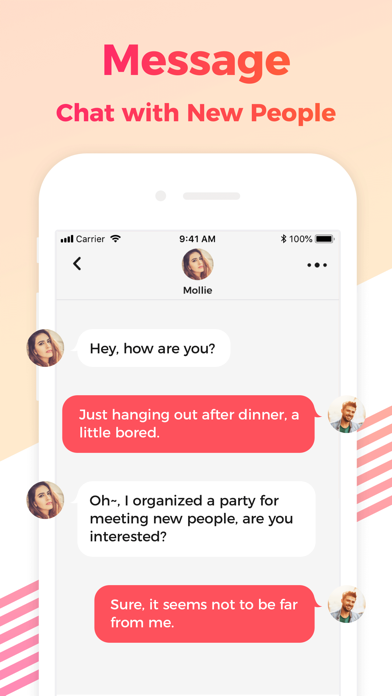 Message
Chat with New People
Carrier
9:41 AM
100%
Mollie
Hey, how are you?
Just hanging out after dinner, a
little bored.
Oh~, I organized a party for
meeting new people, are you
interested?
Sure, it seems not to be far
from me.